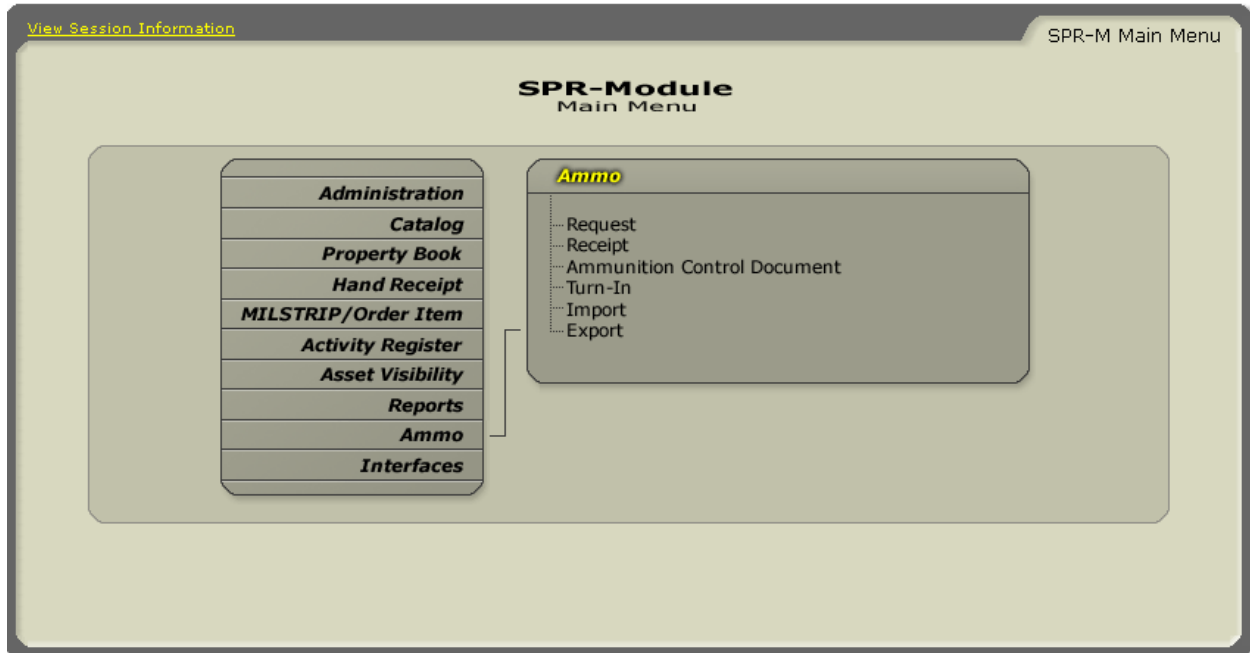 View Session Information
SPR-M Main Menu
SPR-Module
Main Menu
Administration
Catalog
Property Book
Hand Receipt
MILSTRIP/Order Item
Activity Register
Asset Visibility
Reports
Ammo
Interfaces
Ammo
Request
Receipt
Ammunition Control Document
Turn-In
Import
Export